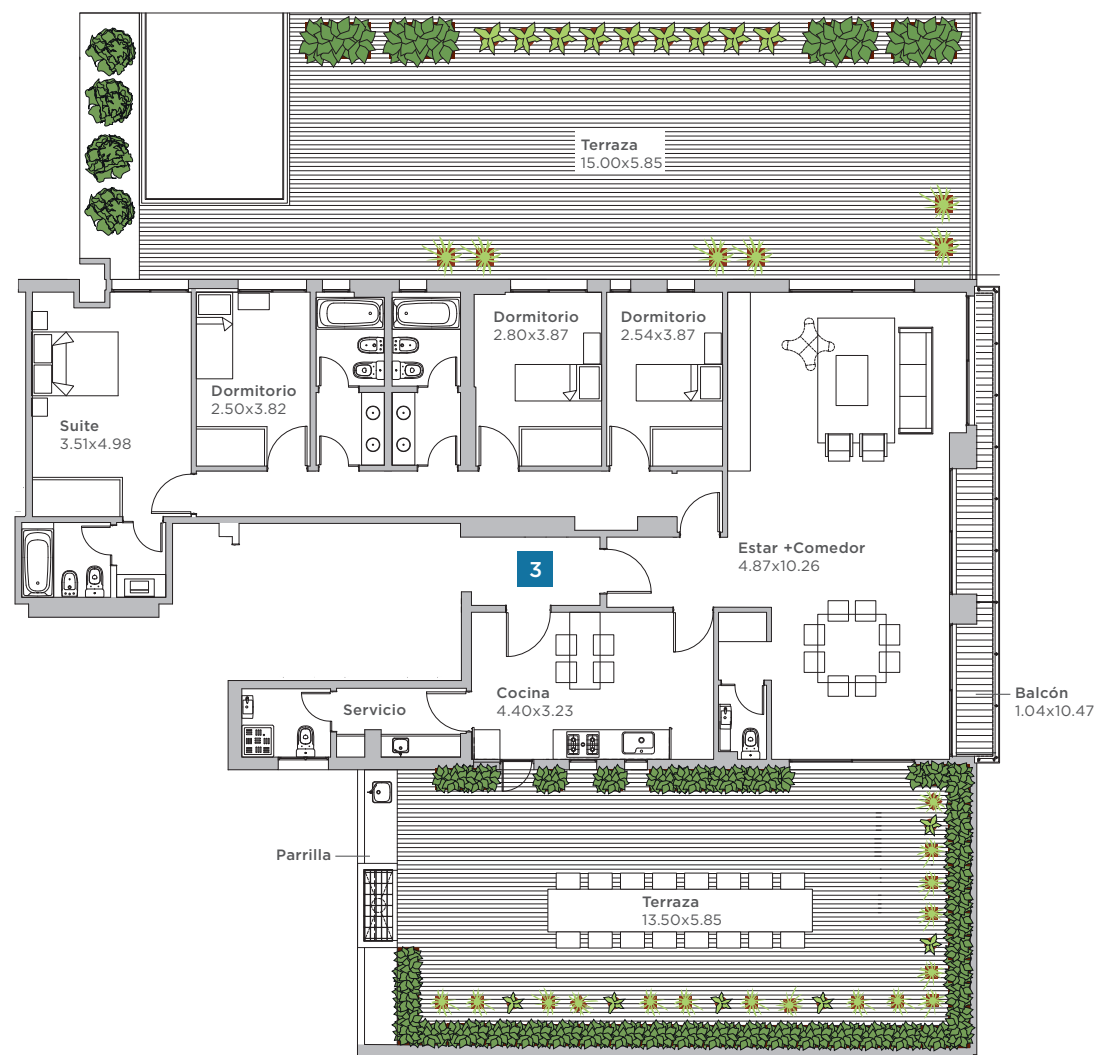 Terraza
15.00x5.85
Dormitorio
2.80x3.87
Dormitorio
2.54x3.87
Dormitorio
2.50x3.82
Suite
3.51x4.98
Estar +Comedor
4.87x10.26
3
Cocina
4.40x3.23
Servicio
Balcón
1.04x10.47
Parrilla
Terraza
13.50x5.85